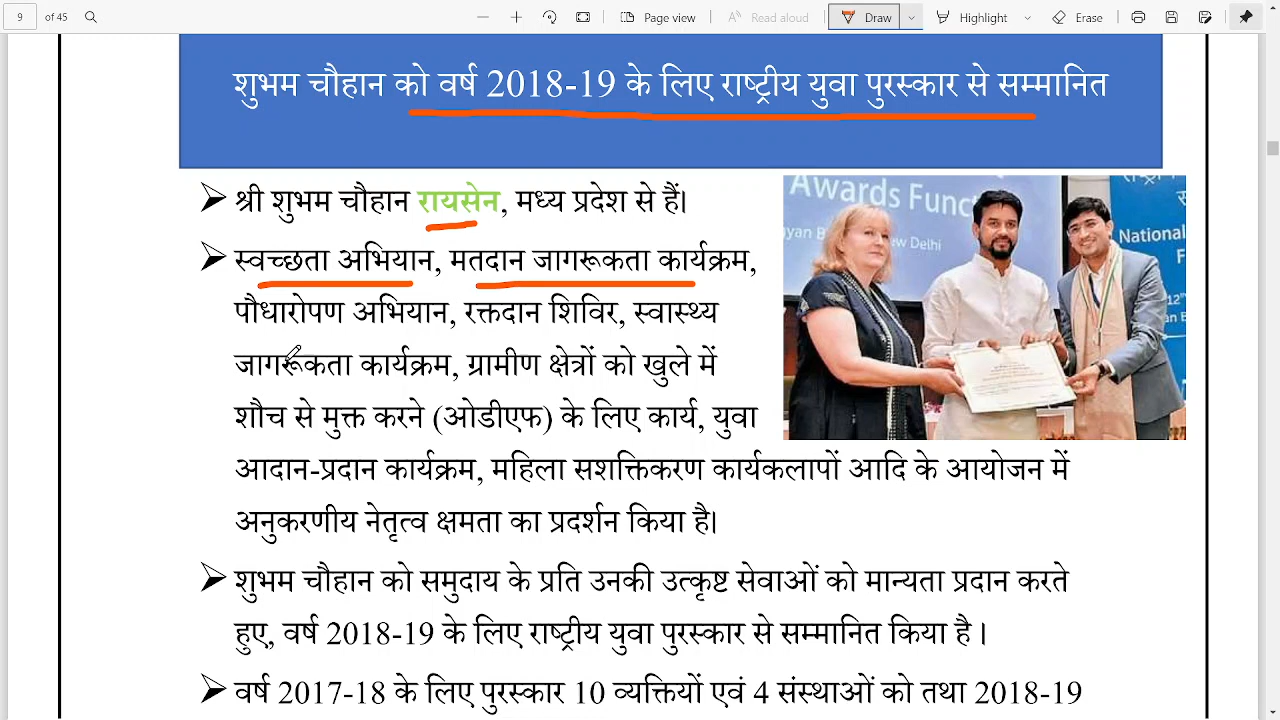 9 of 45 Page view Read aloud Draw Highlight Erase
शुभम चौहान को वर्ष 2018-19 के लिए राष्ट्रीय युवा पुरस्कार से सम्मानित
श्री शुभम चौहान रायसेन, मध्य प्रदेश से हैं।
स्वच्छता अभियान, मतदान जागरूकता कार्यक्रम,
पौधारोपण अभियान, रक्तदान शिविर, स्वास्थ्य
जागरूकता कार्यक्रम, ग्रामीण क्षेत्रों को खुले में
शौच से मुक्त करने (ओडीएफ) के लिए कार्य, युवा
आदान-प्रदान कार्यक्रम, महिला सशक्तिकरण कार्यकलापों आदि के आयोजन में
अनुकरणीय नेतृत्व क्षमता का प्रदर्शन किया है।
Awards Func
New Delhi
National
शुभम चौहान को समुदाय के प्रति उनकी उत्कृष्ट सेवाओं को मान्यता प्रदान करते
हुए, वर्ष 2018-19 के लिए राष्ट्रीय युवा पुरस्कार से सम्मानित किया है ।
वर्ष 2017-18 के लिए पुरस्कार 10 व्यक्तियों एवं 4 संस्थाओं को तथा 2018-19